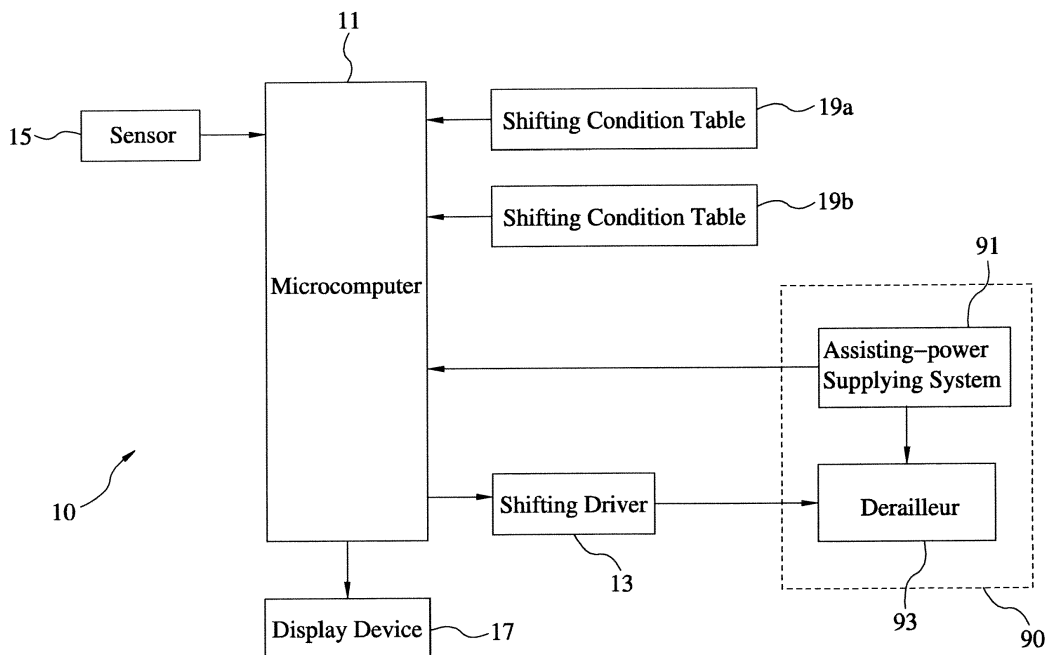 11
15
Sensor
Shifting Condition Table
19a
Shifting Condition Table
19b
Microcomputer
91
Assisting-power
Supplying System
10
Shifting Driver
Derailleur
13
93
90
Display Device
17